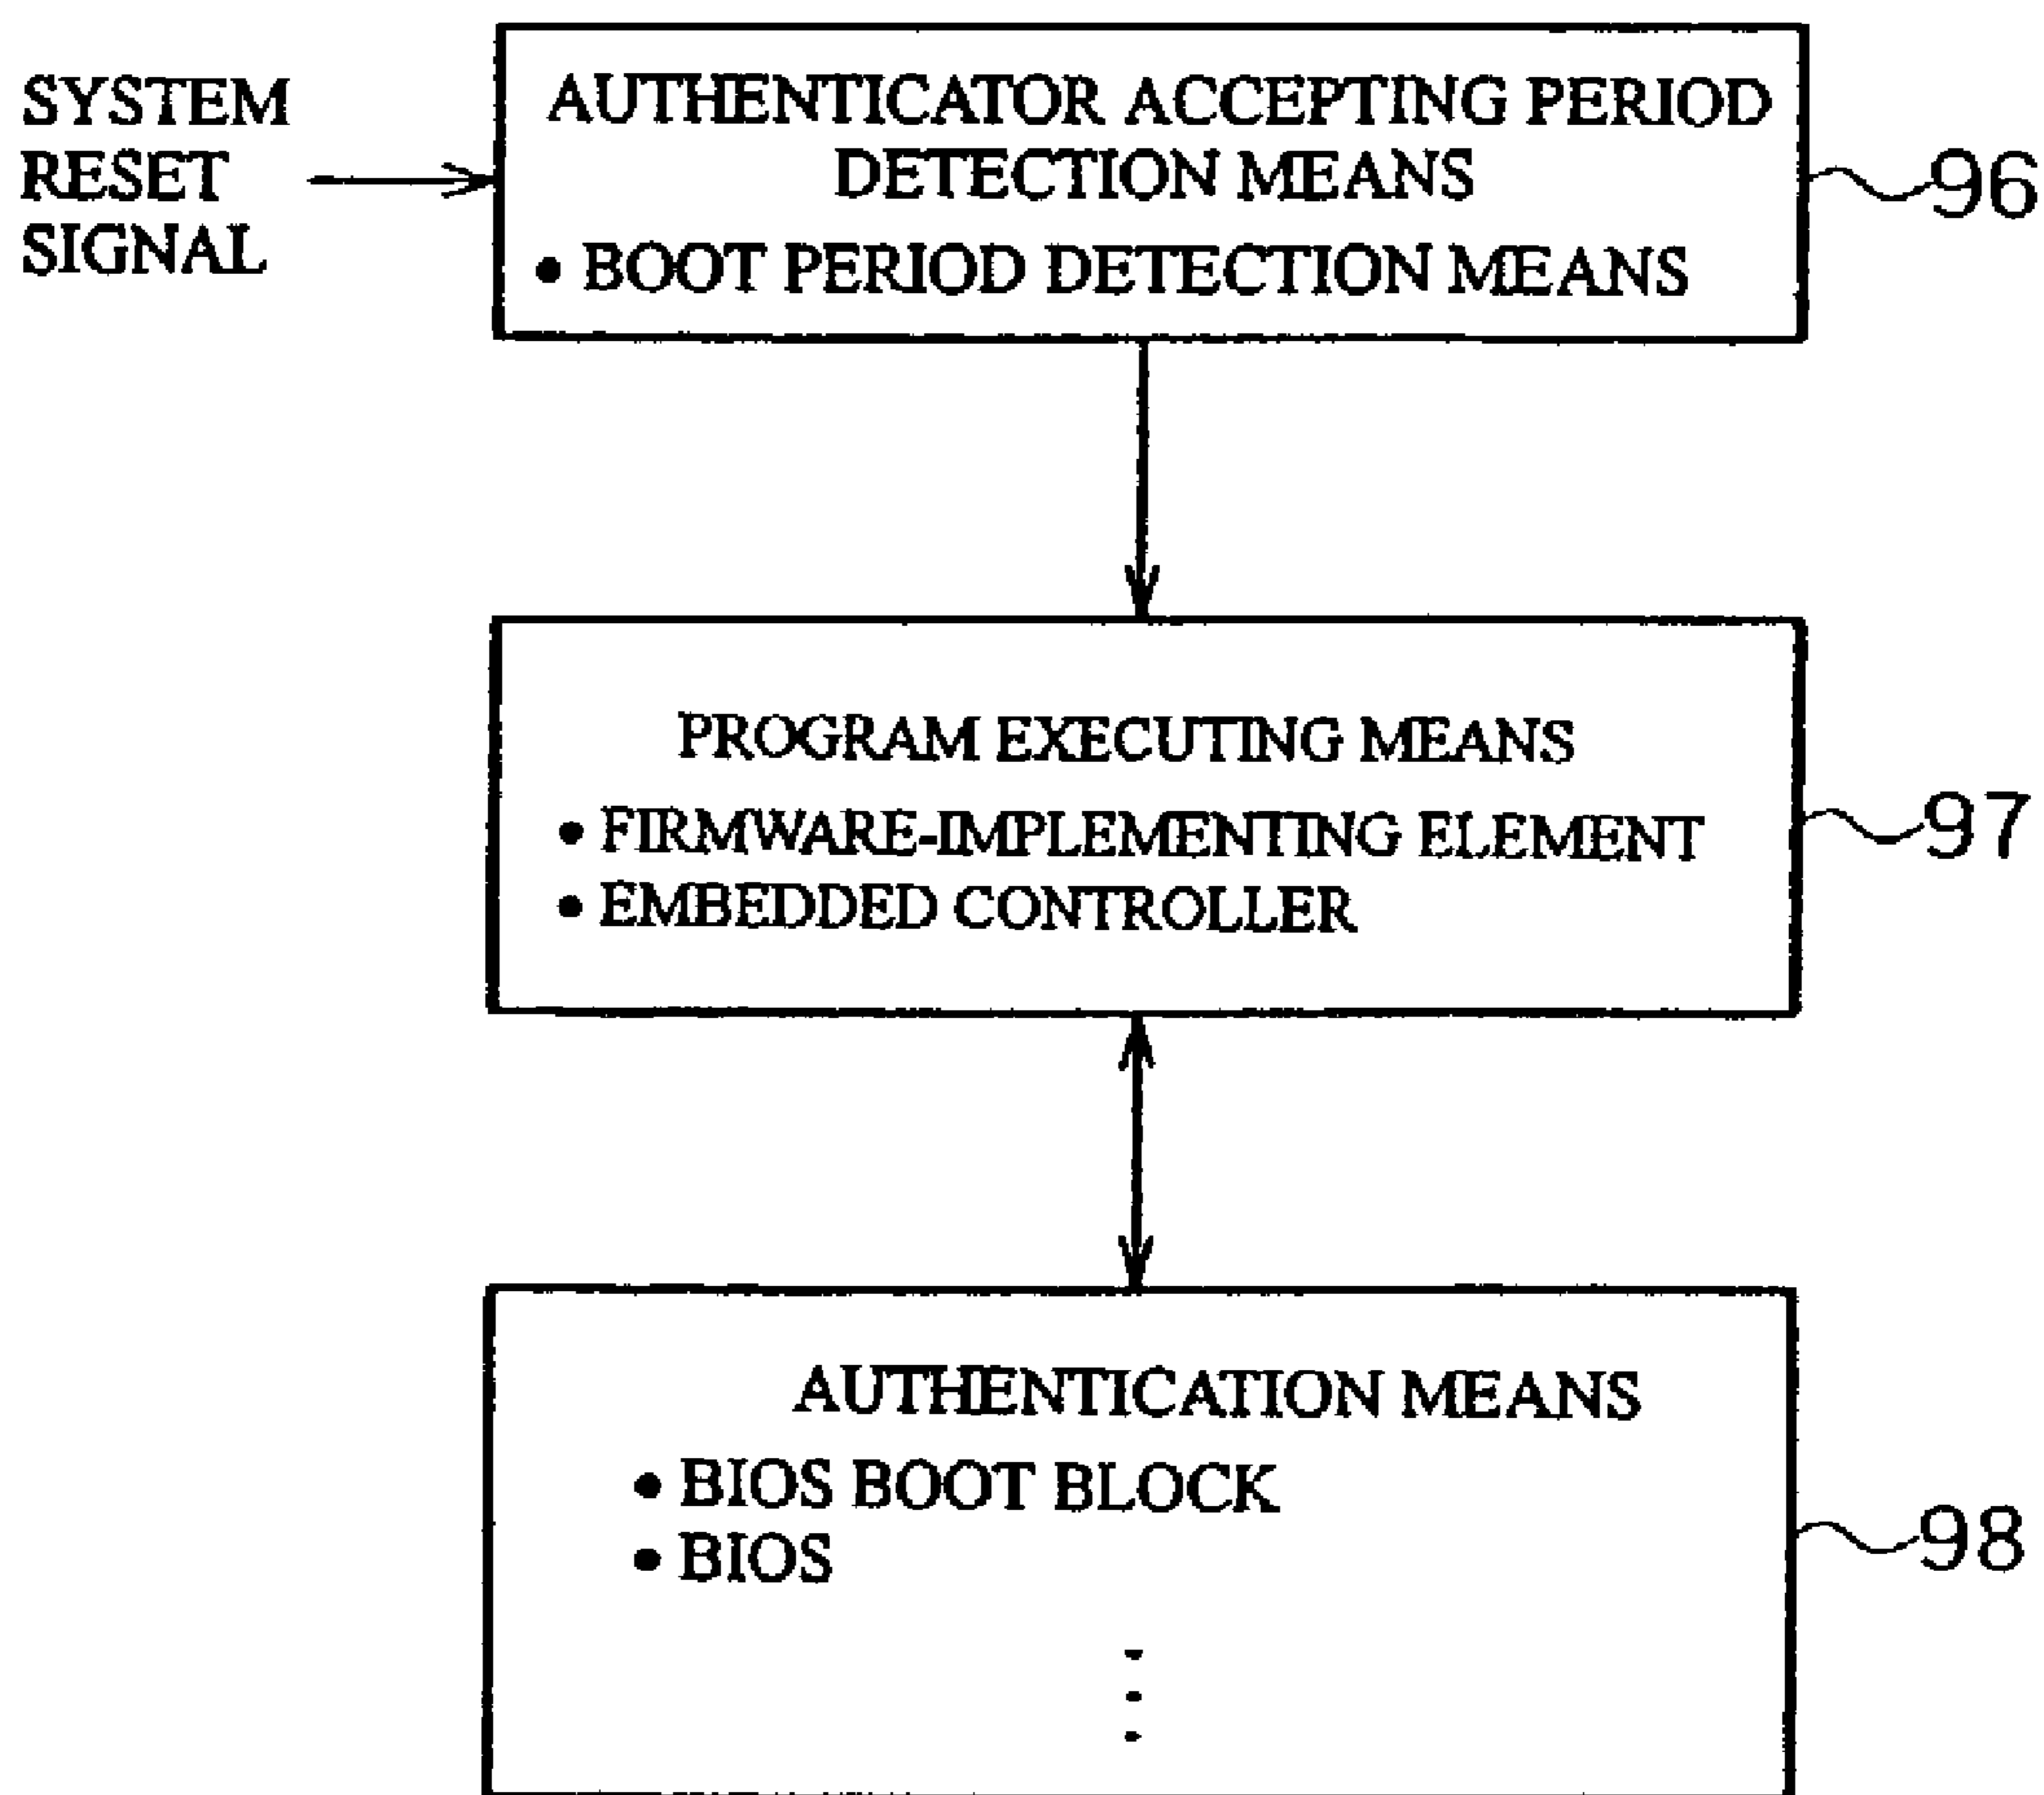 SYSTEM
RESET
SIGNAL
AUTHENTICATOR ACCEPTING PERIOD
DETECTION MEANS
• BOOT PERIOD DETECTION MEANS
96
PROGRAM EXECUTING MEANS
• FIRMWARE-IMPLEMENTING ELEMENT
• EMBEDDED CONTROLLER
97
AUTHENTICATION MEANS
• BIOS BOOT BLOCK
• BIOS
98